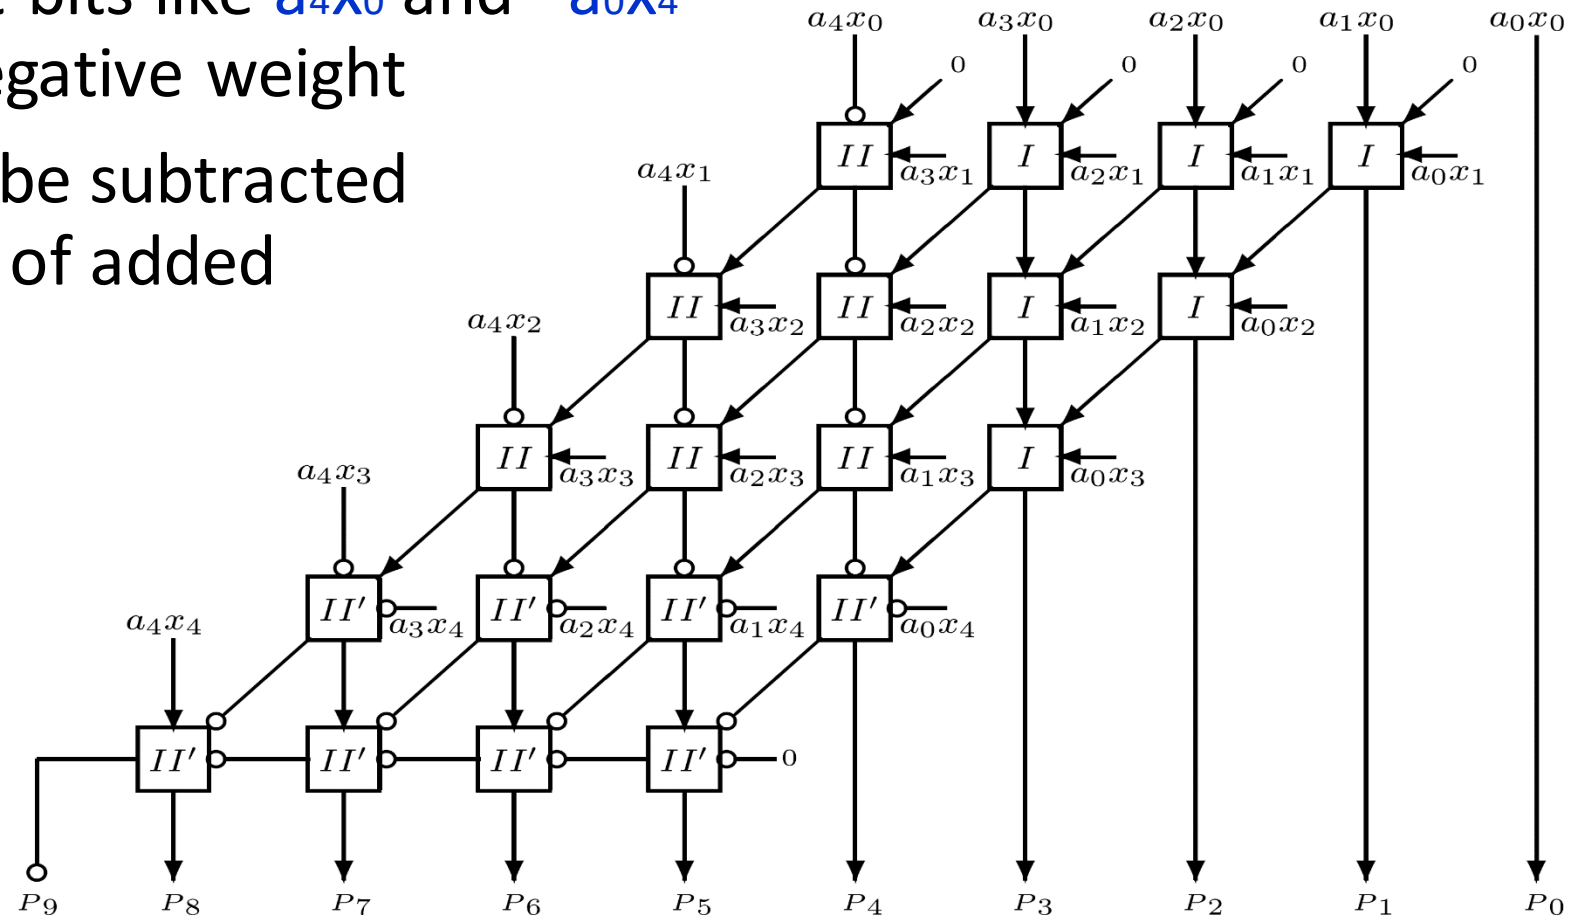 bits like a₄x₀ and a₀x₄
egative weight
be subtracted
of added
a₄x₀ a₃x₀ a₂x₀ a₁x₀ a₀x₀
0 0 0 0
II I I I
a₃x₁ a₂x₁ a₁x₁ a₀x₁
a₄x₁
II II I I
a₃x₂ a₂x₂ a₁x₂ a₀x₂
a₄x₂
II II II I
a₃x₃ a₂x₃ a₁x₃ a₀x₃
a₄x₃
II' II' II' II'
a₃x₄ a₂x₄ a₁x₄ a₀x₄
a₄x₄
II' II' II' II' 0
P₉ P₈ P₇ P₆ P₅ P₄ P₃ P₂ P₁ P₀